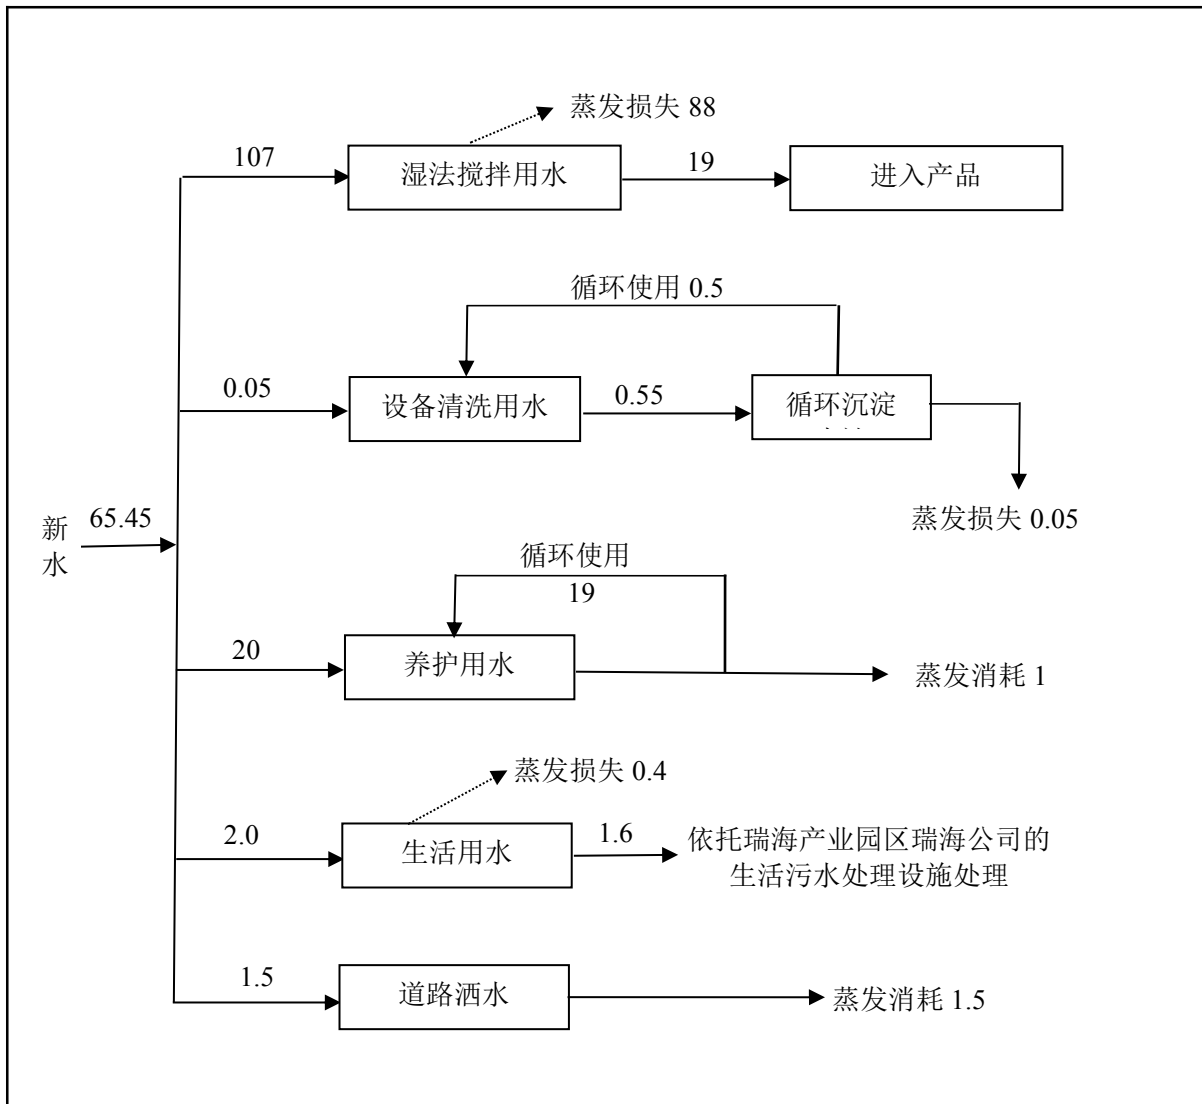 蒸发损失 88
107
湿法搅拌用水
19
进入产品
循环使用 0.5
0.05
设备清洗用水
0.55
循环沉淀
蒸发损失 0.05
新
水
65.45
循环使用
19
20
养护用水
蒸发消耗 1
蒸发损失 0.4
2.0
生活用水
1.6
依托瑞海产业园区瑞海公司的
生活污水处理设施处理
1.5
道路洒水
蒸发消耗 1.5